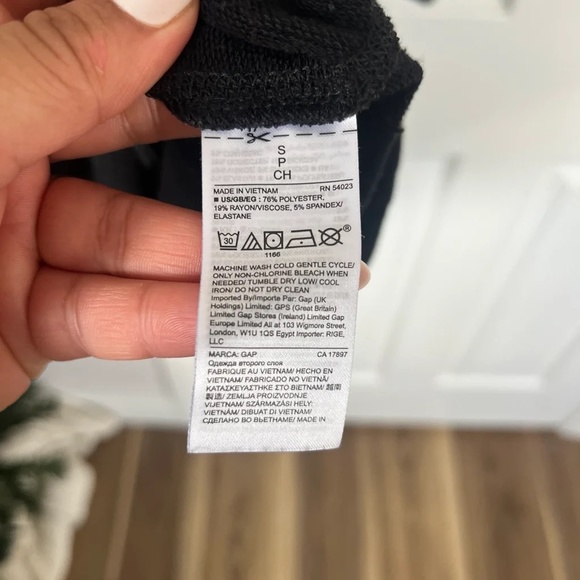 S
P
CH
MADE IN VIETNAM RN 54023
■ US/GB/EG : 76% POLYESTER,
19% RAYON/VISCOSE, 5% SPANDEX/
ELASTANE
30 ®
1166
MACHINE WASH COLD GENTLE CYCLE/
ONLY NON-CHLORINE BLEACH WHEN
NEEDED/ TUMBLE DRY LOW/ COOL
IRON/ DO NOT DRY CLEAN
Imported By/Importe Par: Gap (UK
Holdings) Limited: GPS (Great Britain)
Limited Gap Stores (Ireland) Limited Gap
Europe Limited All at 103 Wigmore Street,
London, W1U 1QS Egypt Importer: RIGE,
LLC
MARCA: GAP CA 17897
Одежда второго слоя
FABRIQUE AU VIETNAM/ HECHO EN
VIETNAM/ FABRICADO NO VIETNÃ/
ΚΑΤΑΣΚΕΥΑΣΤΗΚΕ ΣΤΟ ΒΙΕΤΝΑΜ/ 越南
製造/ ZEMLJA PROIZVODNJE
VIJETNAM/ SZÁRMAZÁSI HELY:
VIETNÁM/ DIBUAT DI VIETNAM/
СДЕЛАНО ВО ВЬЕТНАМЕ/ MADE IN